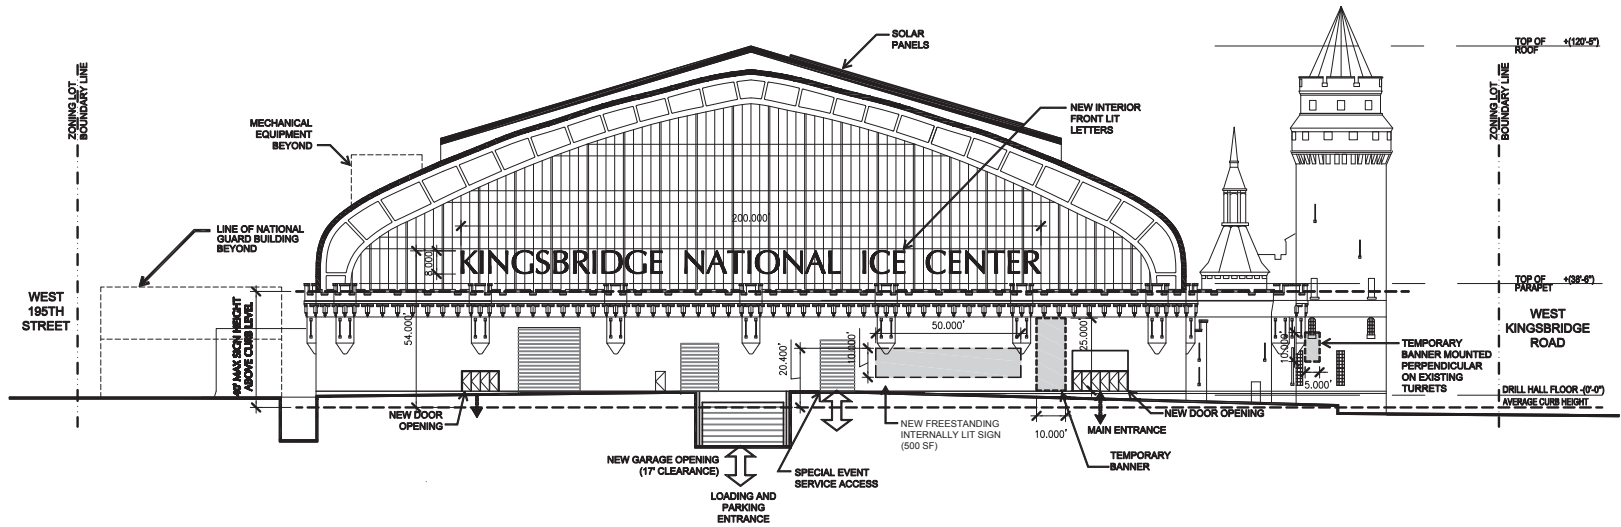 SOLAR
PANELS
TOP OF
ROOF
+(120'-5")
ZONING LOT
BOUNDARY LINE
ZONING LOT
BOUNDARY LINE
MECHANICAL
EQUIPMENT
BEYOND
NEW INTERIOR
FRONT LIT
LETTERS
200.000'
LINE OF NATIONAL
GUARD BUILDING
BEYOND
8.000'
KINGSBRIDGE NATIONAL ICE CENTER
TOP OF
PARAPET
+(38'-6")
WEST
195TH
STREET
40' MAX SIGN HEIGHT
ABOVE CURB LEVEL
54.000'
20.400'
10.000'
50.000'
25.000'
10.000'
5.000'
WEST
KINGSBRIDGE
ROAD
TEMPORARY
BANNER MOUNTED
PERPENDICULAR
ON EXISTING
TURRETS
DRILL HALL FLOOR -(0'-0")
AVERAGE CURB HEIGHT
NEW DOOR
OPENING
NEW FREESTANDING
INTERNALLY LIT SIGN
(500 SF)
10.000'
MAIN ENTRANCE
NEW DOOR OPENING
NEW GARAGE OPENING
(17' CLEARANCE)
SPECIAL EVENT
SERVICE ACCESS
TEMPORARY
BANNER
LOADING AND
PARKING
ENTRANCE